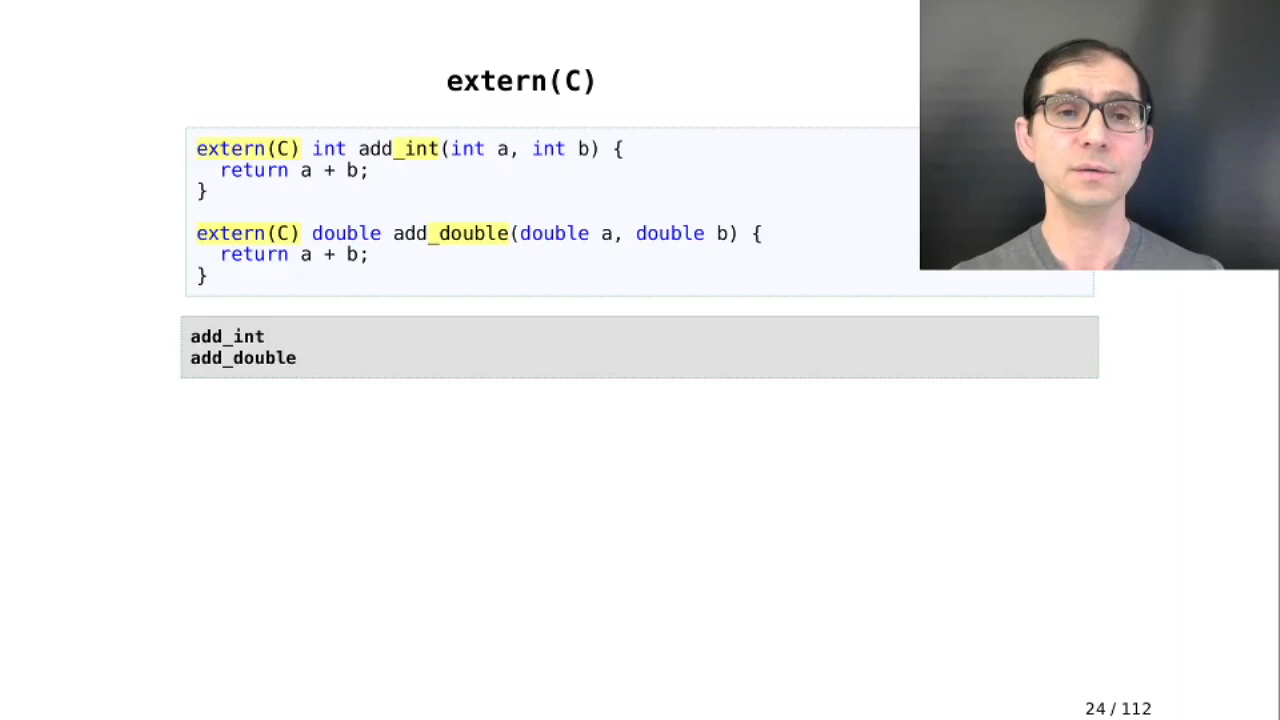 extern(C)
extern(C) int add_int(int a, int b) {
  return a + b;
}
extern(C) double add_double(double a, double b) {
  return a + b;
}
add_int
add_double
24 / 112